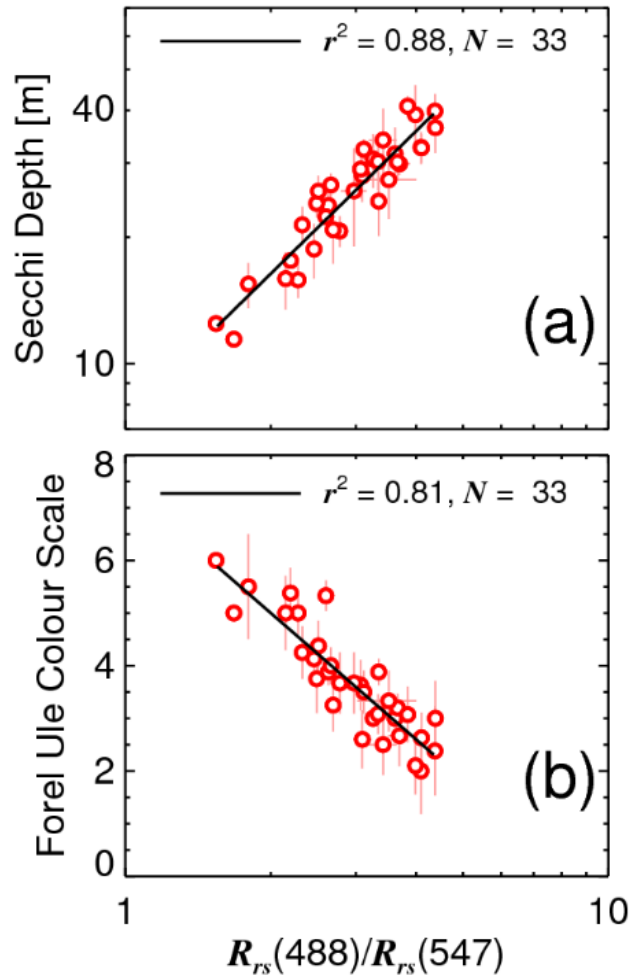 r² = 0.88, N = 33
40
Secchi Depth [m]
(a)
10
8
r² = 0.81, N = 33
6
Forel Ule Colour Scale
4
2
(b)
0
1
10
Rrs(488)/Rrs(547)